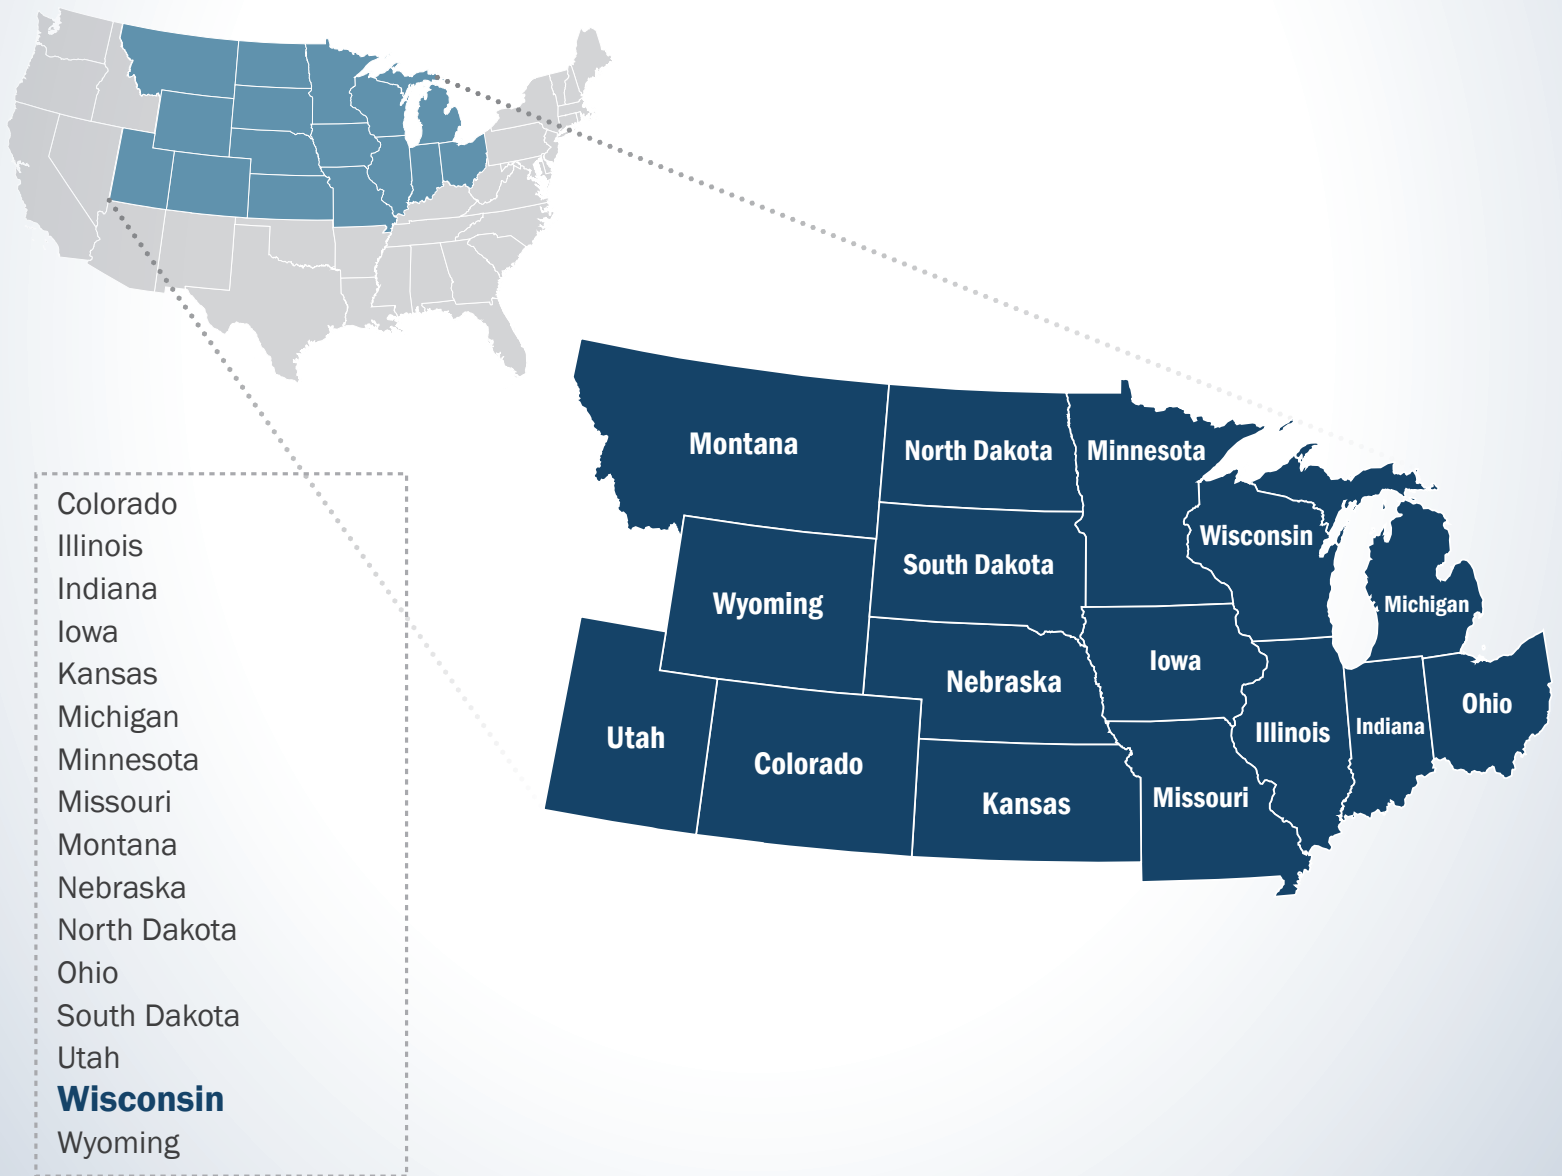 Montana
North Dakota
Minnesota
Wisconsin
South Dakota
Wyoming
Michigan
Iowa
Nebraska
Ohio
Indiana
Illinois
Utah
Colorado
Missouri
Kansas
Colorado
Illinois
Indiana
Iowa
Kansas
Michigan
Minnesota
Missouri
Montana
Nebraska
North Dakota
Ohio
South Dakota
Utah
Wisconsin
Wyoming